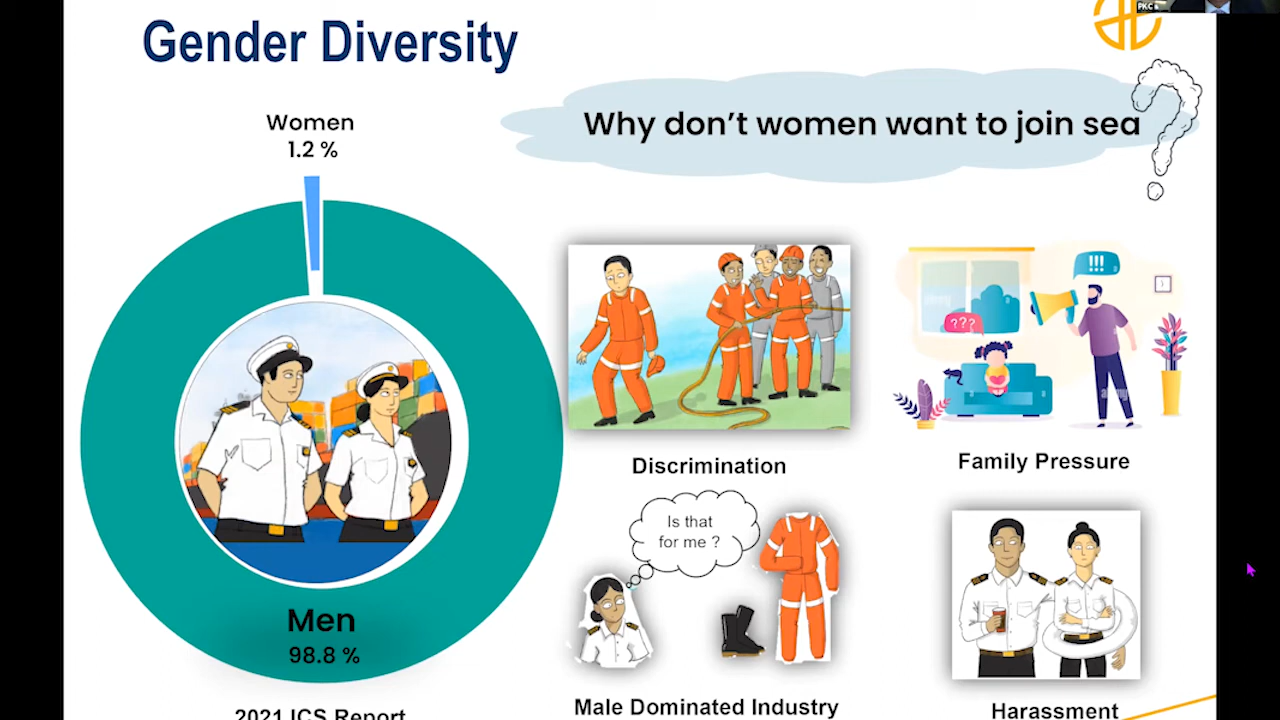 PKC
Gender Diversity
Why don't women want to join sea
Women
1.2 %
!!!
???
Discrimination
Family Pressure
Is that
for me ?
Men
98.8 %
2021 ICS Report
Male Dominated Industry
Harassment